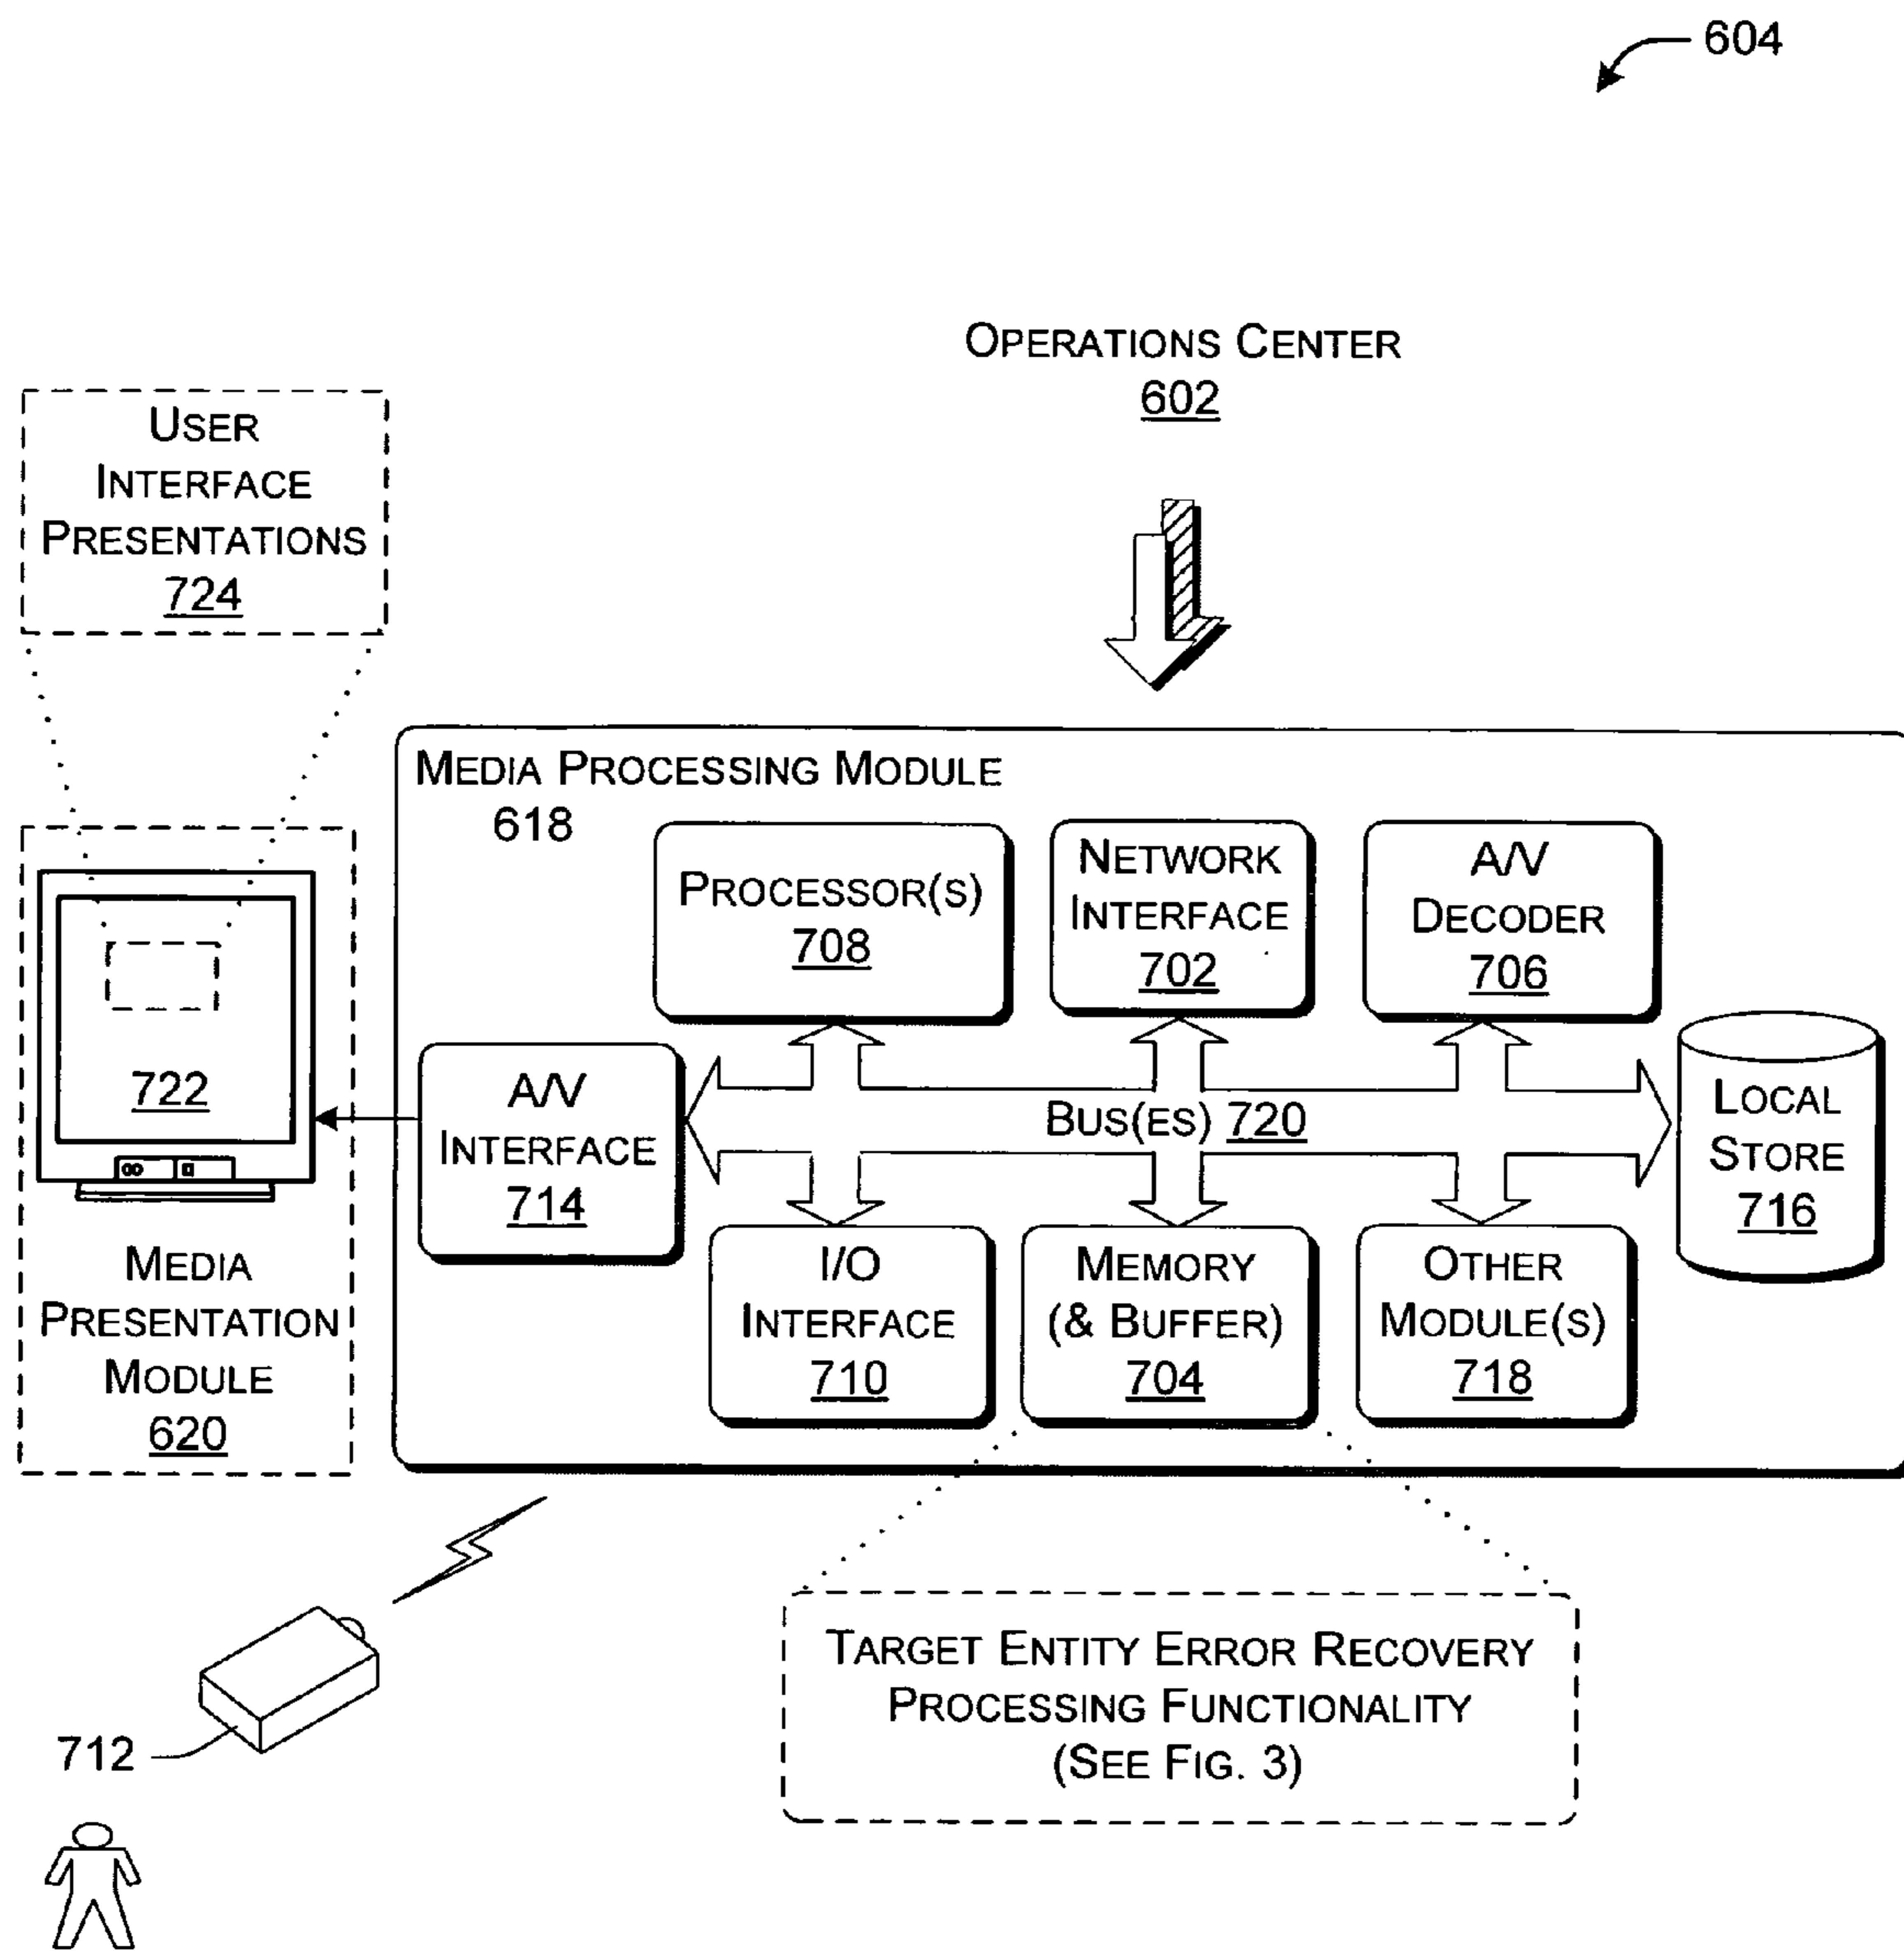 604
OPERATIONS CENTER
602
USER
INTERFACE
PRESENTATIONS
724
MEDIA PROCESSING MODULE
618
PROCESSOR(S)
708
NETWORK
INTERFACE
702
A/V
DECODER
706
722
A/V
INTERFACE
714
BUS(ES) 720
LOCAL
STORE
716
MEDIA
PRESENTATION
MODULE
620
I/O
INTERFACE
710
MEMORY
(& BUFFER)
704
OTHER
MODULE(S)
718
712
TARGET ENTITY ERROR RECOVERY
PROCESSING FUNCTIONALITY
(SEE FIG. 3)